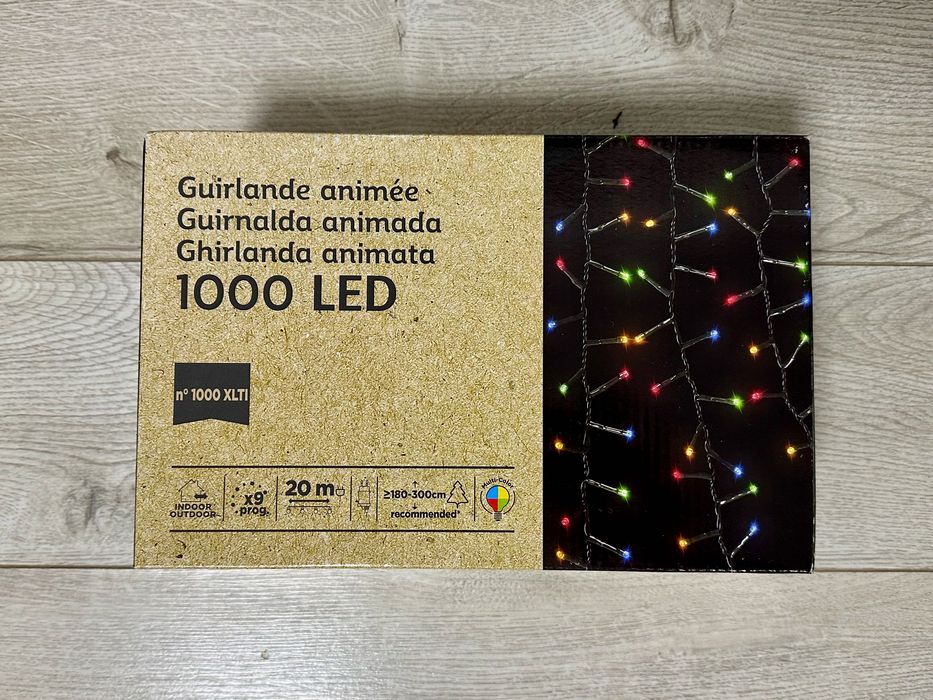 Guirlande animée
Guirnalda animada
Ghirlanda animata
1000 LED
n° 1000 XLTI
INDOOR
OUTDOOR
x9
prog.
20 m
≥180-300cm
recommended*
Multi-Color